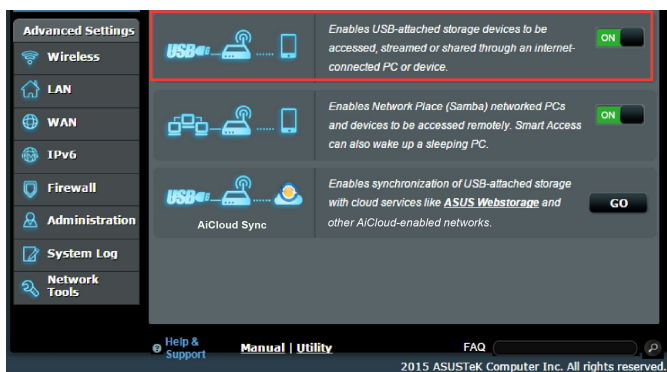 Advanced Settings
Wireless
LAN
WAN
IPv6
Firewall
Administration
System Log
Network
Tools
USB
Enables USB-attached storage devices to be
accessed, streamed or shared through an internet-
connected PC or device.
ON
Enables Network Place (Samba) networked PCs
and devices to be accessed remotely. Smart Access
can also wake up a sleeping PC.
ON
USB
AiCloud Sync
Enables synchronization of USB-attached storage
with cloud services like ASUS Webstorage and
other AiCloud-enabled networks.
GO
Help &
Support
Manual | Utility
FAQ
2015 ASUSTeK Computer Inc. All rights reserved.